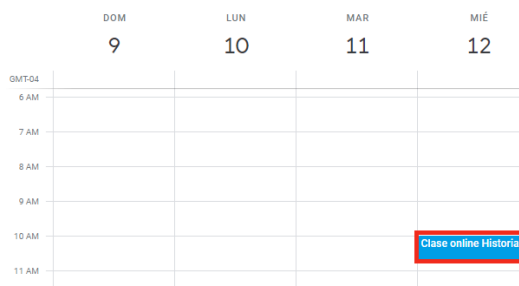 DOM LUN MAR MIÉ
9 10 11 12
GMT-04
6 AM
7 AM
8 AM
9 AM
10 AM Clase online Historia
11 AM